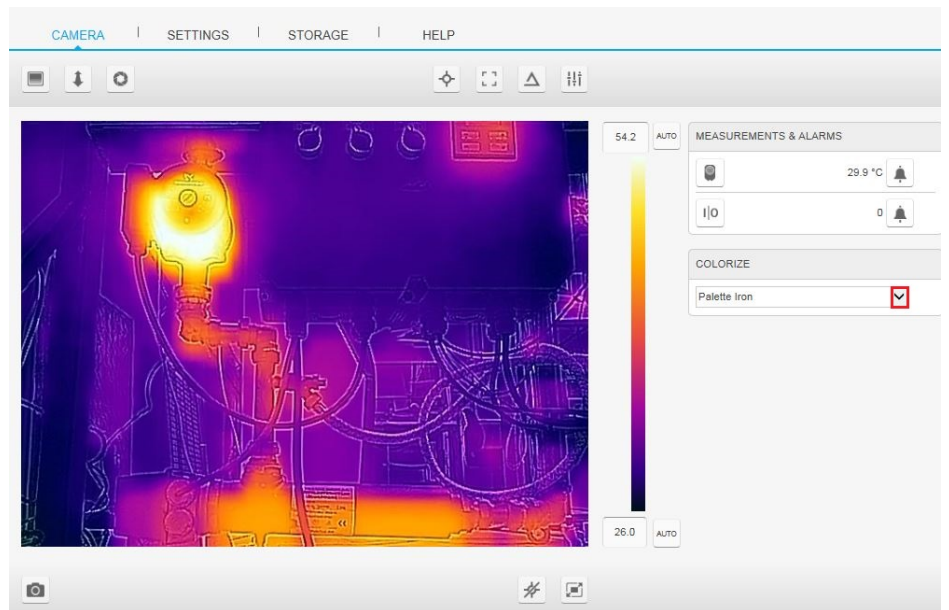 CAMERA | SETTINGS | STORAGE | HELP
54.2 AUTO
MEASUREMENTS & ALARMS
29.9 °C
I|O 0
COLORIZE
Palette Iron
26.0 AUTO